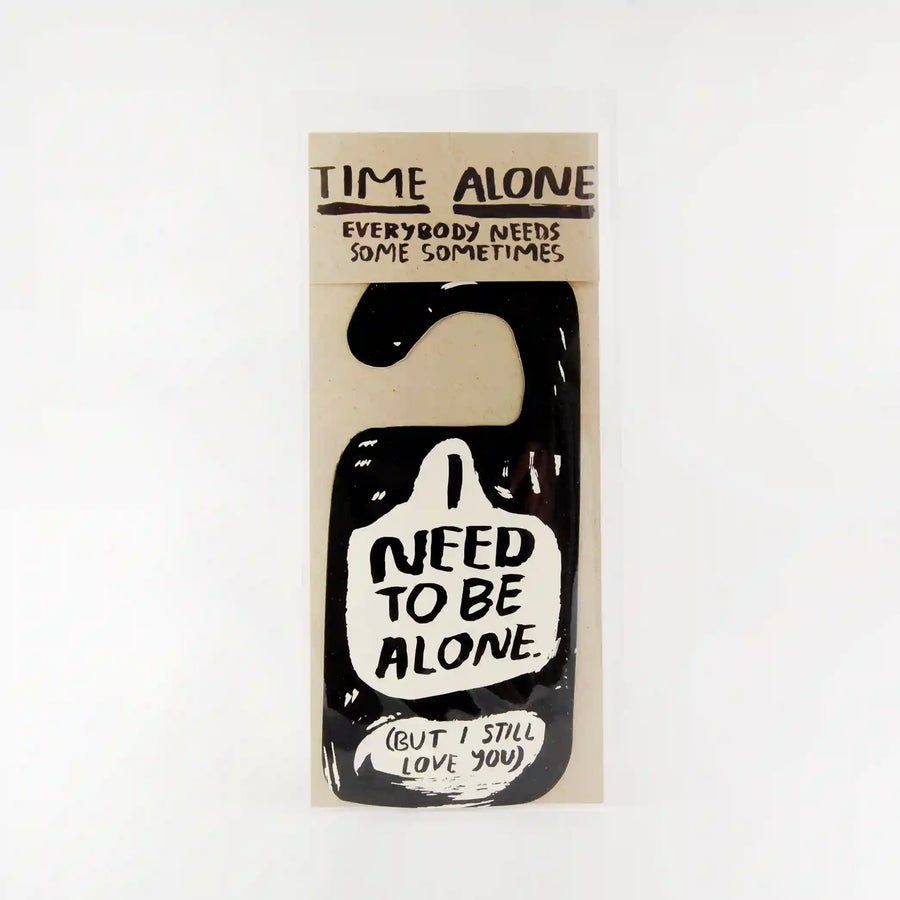 TIME ALONE
EVERYBODY NEEDS
SOME SOMETIMES
I
NEED
TO BE
ALONE.
(BUT I STILL
LOVE YOU)